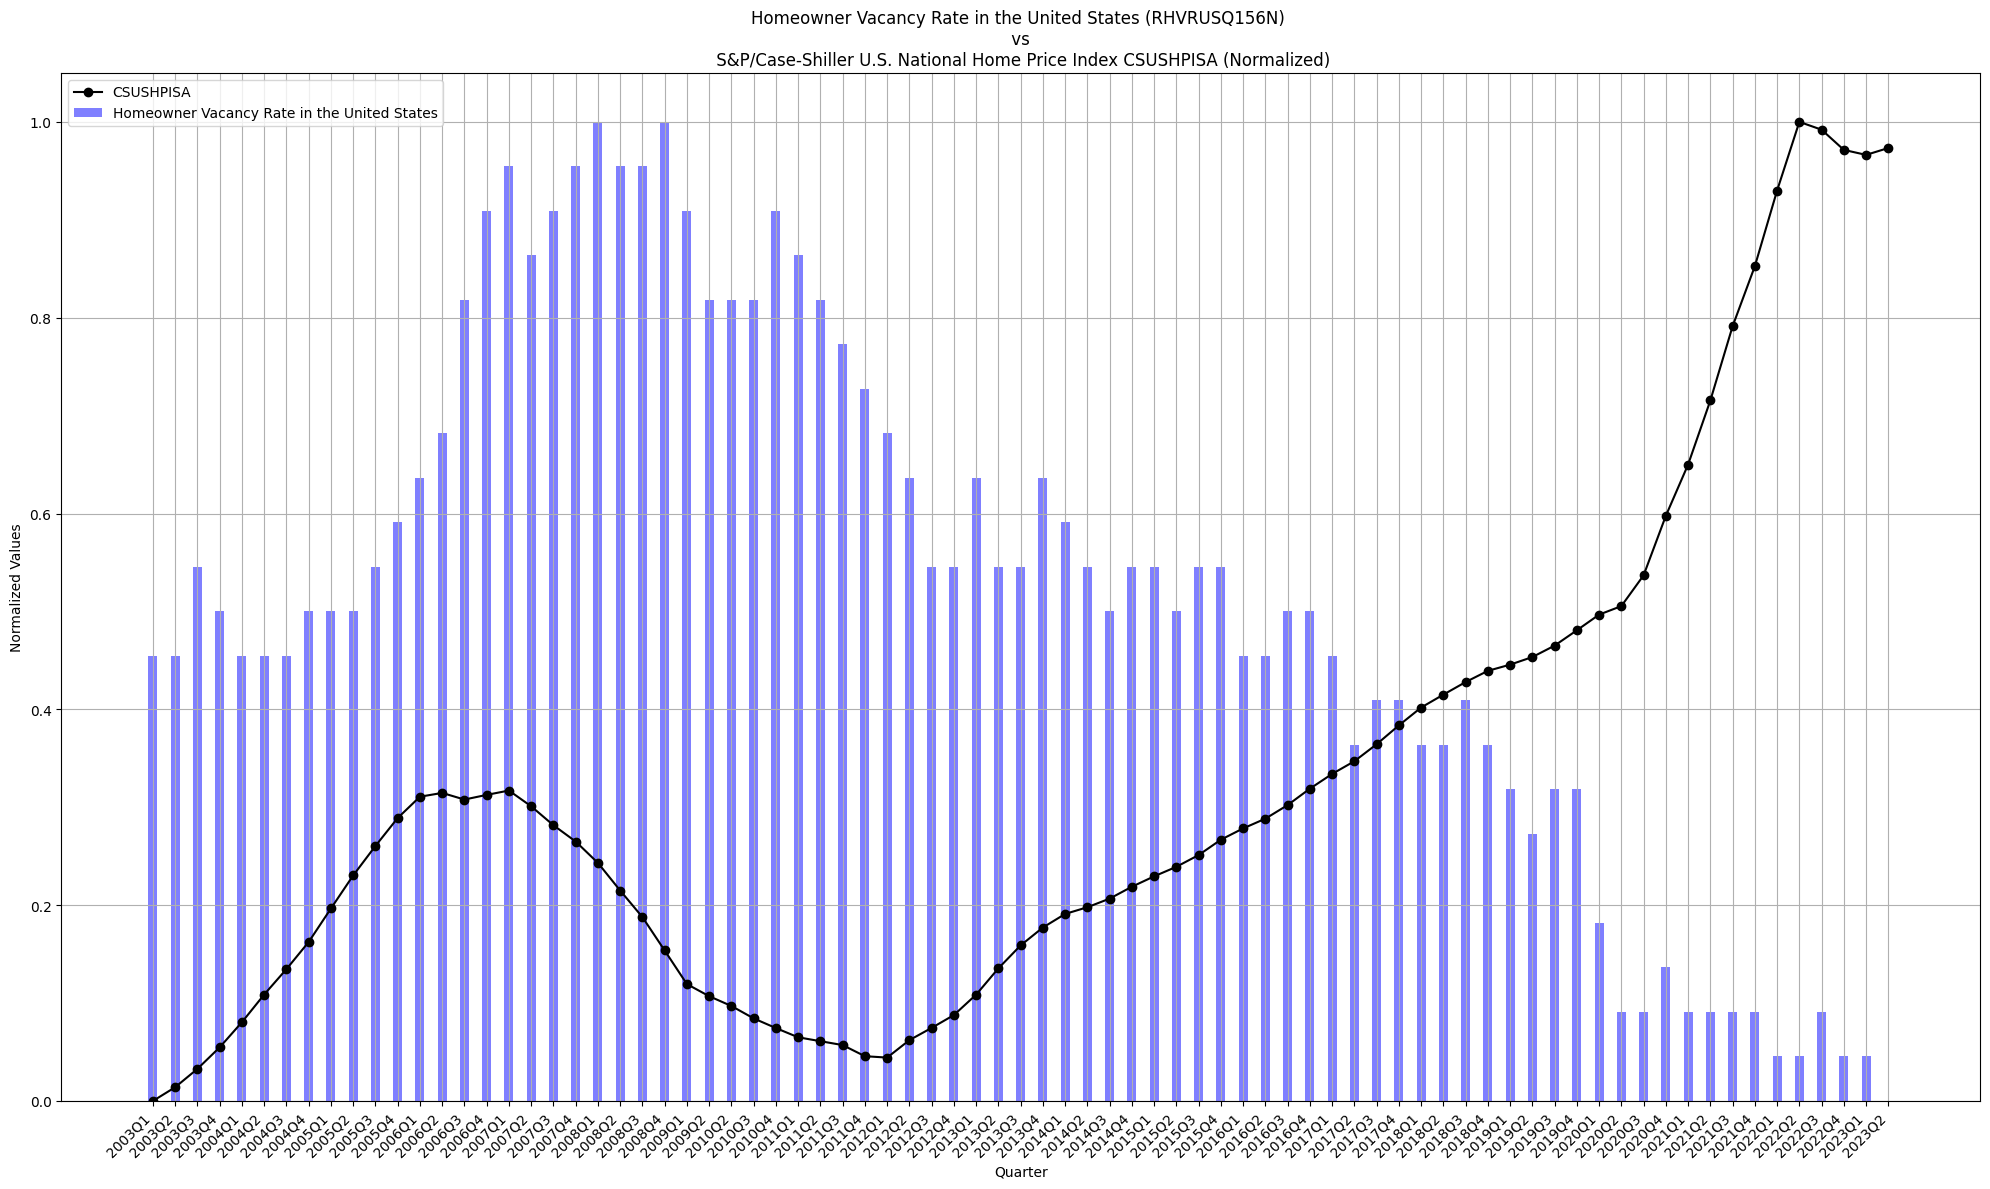 Homeowner Vacancy Rate in the United States (RHVRUSQ156N)
vs
S&P/Case-Shiller U.S. National Home Price Index CSUSHPISA (Normalized)
CSUSHPISA
Homeowner Vacancy Rate in the United States
Normalized Values
1.0
0.8
0.6
0.4
0.2
0.0
2003Q1
2003Q2
2003Q3
2003Q4
2004Q1
2004Q2
2004Q3
2004Q4
2005Q1
2005Q2
2005Q3
2005Q4
2006Q1
2006Q2
2006Q3
2006Q4
2007Q1
2007Q2
2007Q3
2007Q4
2008Q1
2008Q2
2008Q3
2008Q4
2009Q1
2009Q2
2010Q2
2010Q3
2010Q4
2011Q1
2011Q2
2011Q3
2011Q4
2012Q1
2012Q2
2012Q3
2012Q4
2013Q1
2013Q2
2013Q3
2013Q4
2014Q1
2014Q2
2014Q3
2014Q4
2015Q1
2015Q2
2015Q3
2015Q4
2016Q1
2016Q2
2016Q3
2016Q4
2017Q1
2017Q2
2017Q3
2017Q4
2018Q1
2018Q2
2018Q3
2018Q4
2019Q1
2019Q2
2019Q3
2019Q4
2020Q1
2020Q2
2020Q3
2020Q4
2021Q1
2021Q2
2021Q3
2021Q4
2022Q1
2022Q2
2022Q3
2022Q4
2023Q1
2023Q2
Quarter